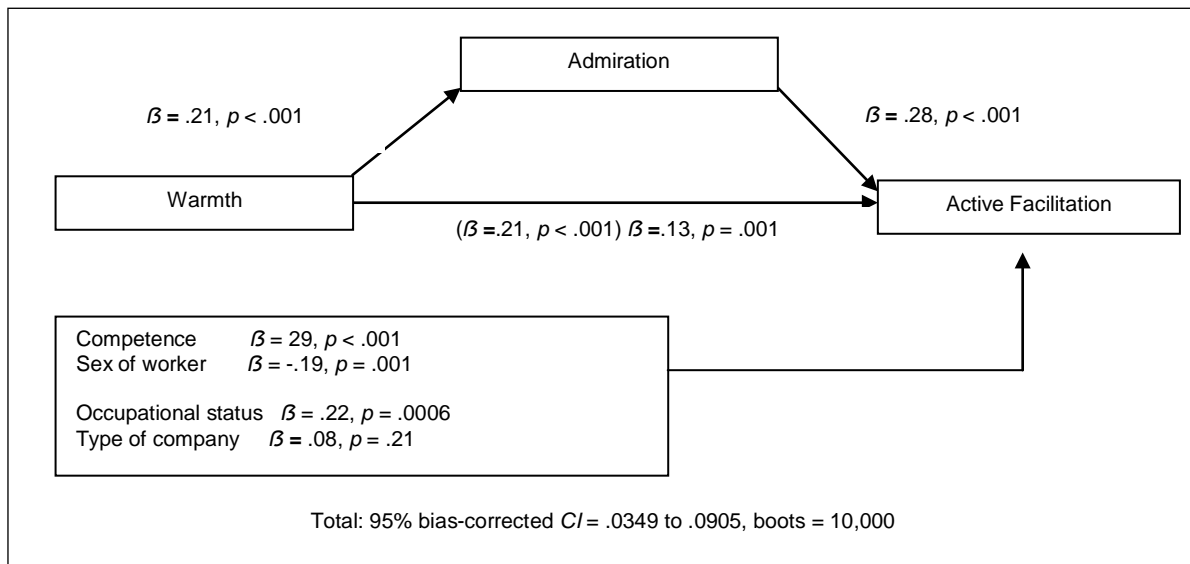 Admiration
ß = .21, p < .001
ß = .28, p < .001
Warmth
Active Facilitation
(ß =.21, p < .001) ß =.13, p = .001
Competence ß = 29, p < .001
Sex of worker ß = -.19, p = .001
Occupational status ß = .22, p = .0006
Type of company ß = .08, p = .21
Total: 95% bias-corrected CI = .0349 to .0905, boots = 10,000